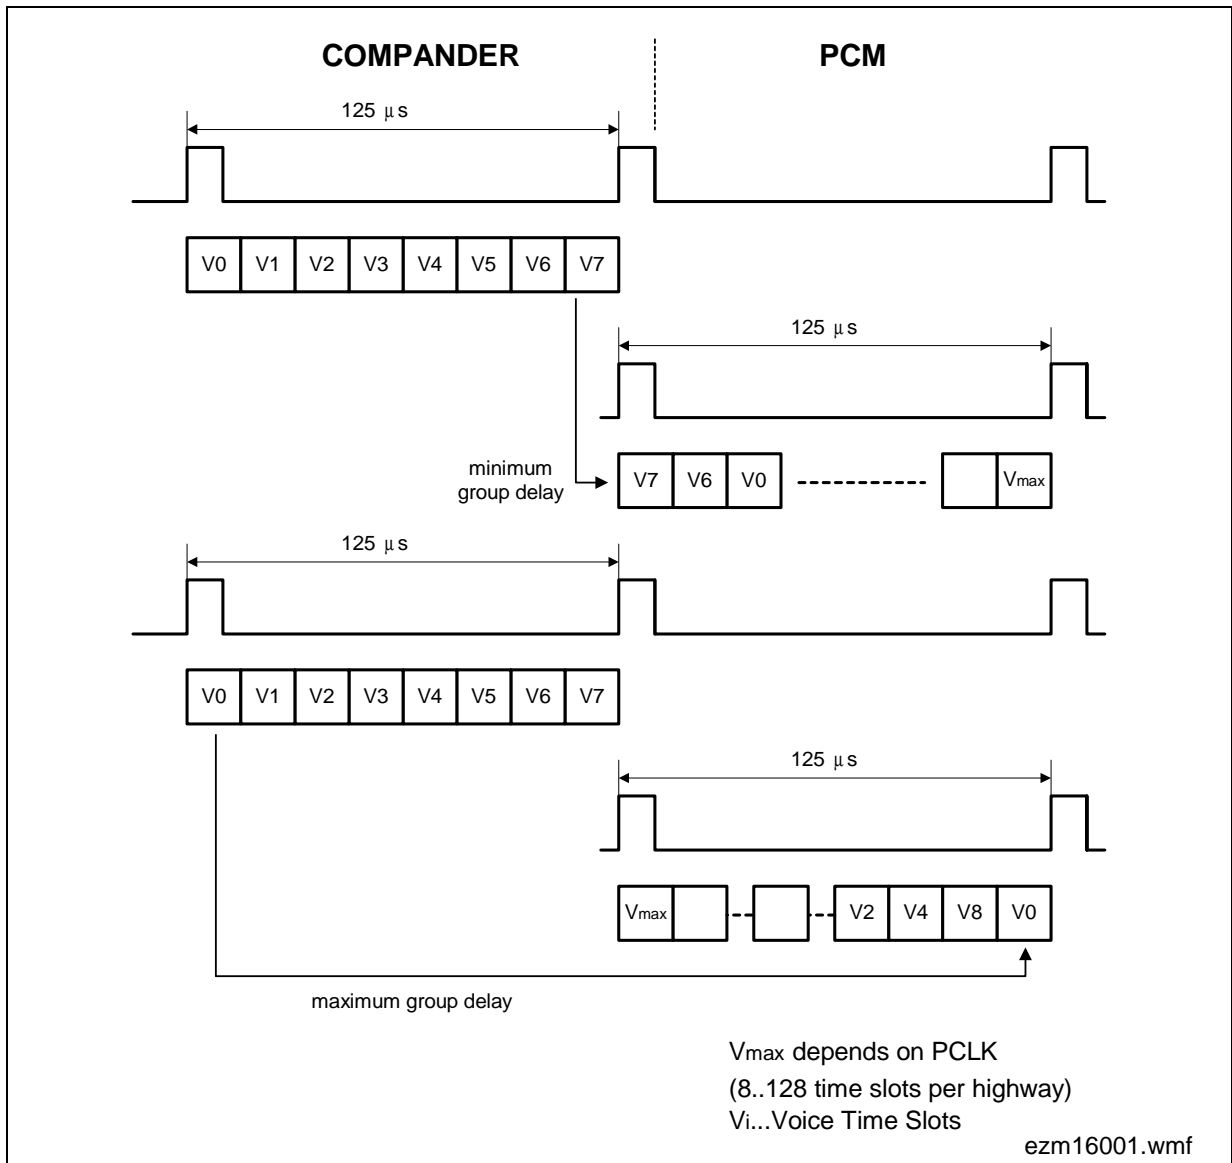 COMPANDER PCM
125 μs
V0 V1 V2 V3 V4 V5 V6 V7
125 μs
minimum
group delay
V7 V6 V0 Vmax
125 μs
V0 V1 V2 V3 V4 V5 V6 V7
125 μs
Vmax V2 V4 V8 V0
maximum group delay
Vmax depends on PCLK
(8..128 time slots per highway)
Vi...Voice Time Slots
ezm16001.wmf